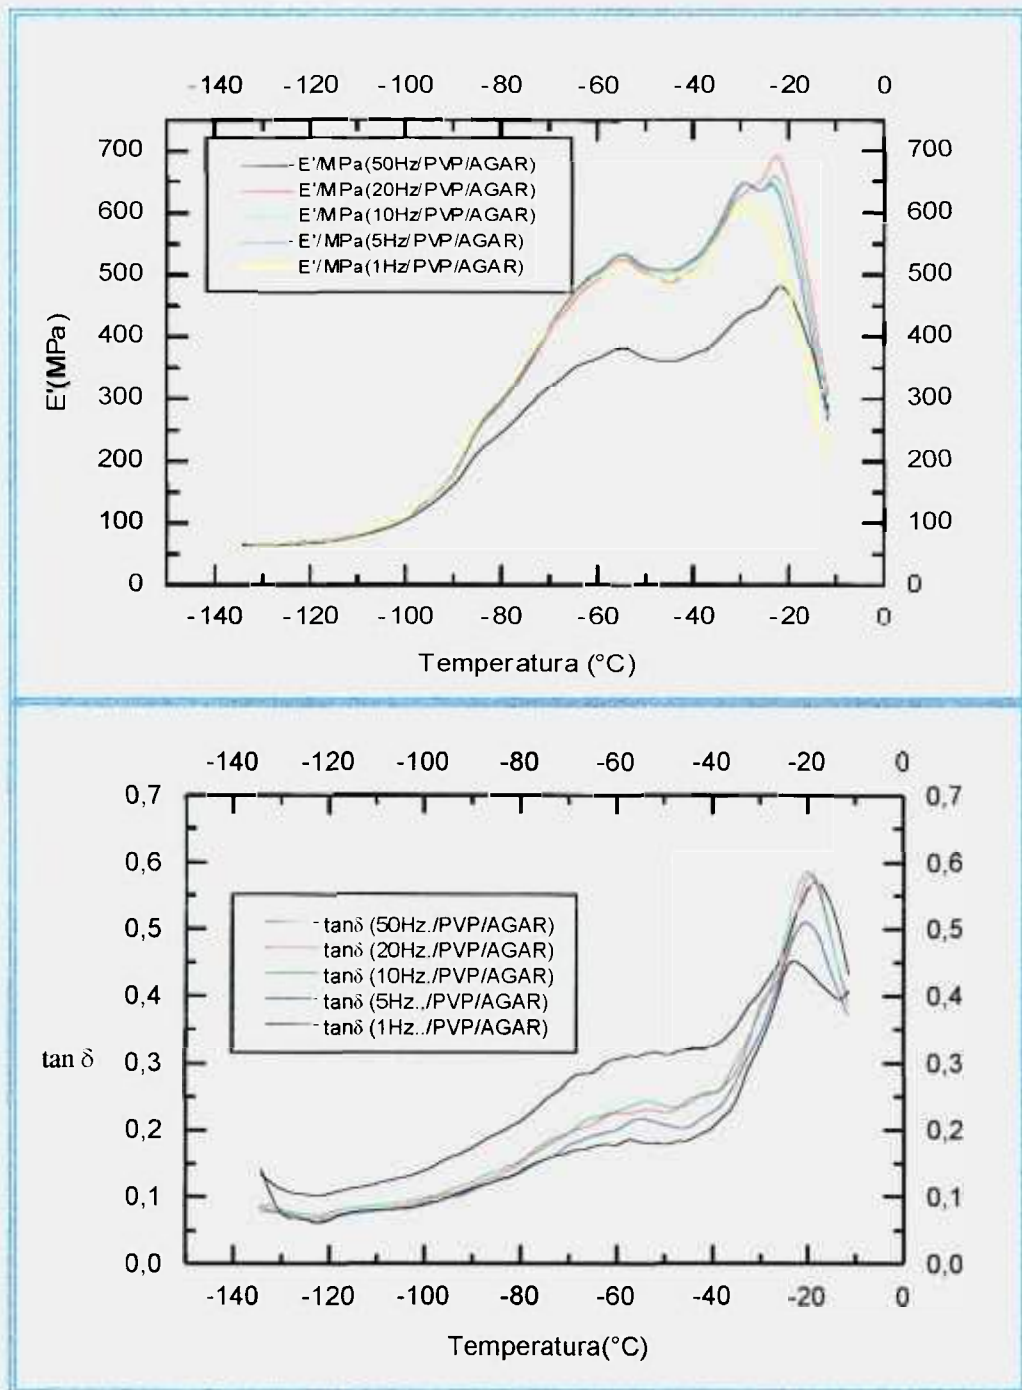 -140 -120 -100 -80 -60 -40 -20 0
700 700
600 600
500 500
400 400
300 300
200 200
100 100
0 0
E'(MPa)
E'/MPa(50Hz/PVP/AGAR)
E'/MPa(20Hz/PVP/AGAR)
E'/MPa(10Hz/PVP/AGAR)
E'/MPa(5Hz/PVP/AGAR)
E'/MPa(1Hz/PVP/AGAR)
-140 -120 -100 -80 -60 -40 -20 0
Temperatura (°C)
-140 -120 -100 -80 -60 -40 -20 0
0,7 0,7
0,6 0,6
0,5 0,5
0,4 0,4
0,3 0,3
0,2 0,2
0,1 0,1
0,0 0,0
tan δ
tanδ (50Hz./PVP/AGAR)
tanδ (20Hz./PVP/AGAR)
tanδ (10Hz./PVP/AGAR)
tanδ (5Hz../PVP/AGAR)
tanδ (1Hz../PVP/AGAR)
-140 -120 -100 -80 -60 -40 -20 0
Temperatura(°C)